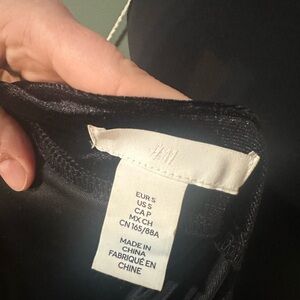 H&M
EUR S
US S
CA P
MX CH
CN 165/88A
MADE IN
CHINA
FABRIQUÉ EN
CHINE